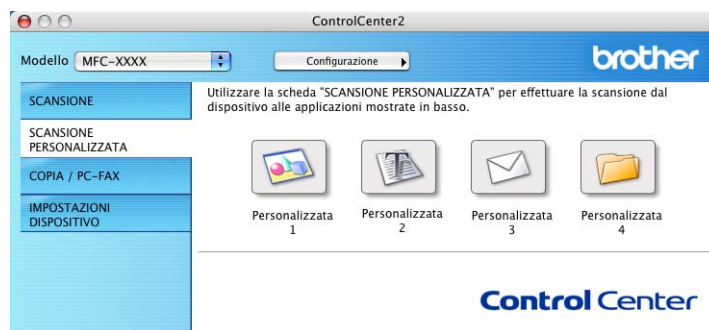 ControlCenter2
Modello MFC-XXXX Configurazione brother
SCANSIONE
SCANSIONE
PERSONALIZZATA
COPIA / PC-FAX
IMPOSTAZIONI
DISPOSITIVO
Utilizzare la scheda "SCANSIONE PERSONALIZZATA" per effettuare la scansione dal
dispositivo alle applicazioni mostrate in basso.
Personalizzata
1
Personalizzata
2
Personalizzata
3
Personalizzata
4
Control Center